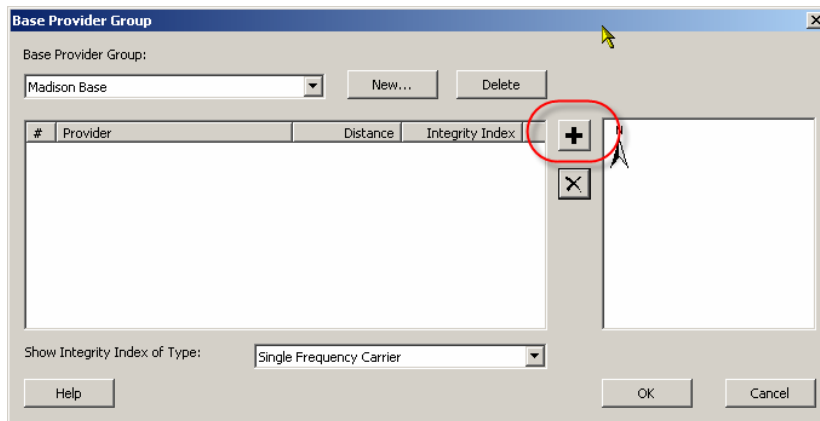 Base Provider Group
Base Provider Group:
Madison Base
New...
Delete
# Provider Distance Integrity Index
N
Show Integrity Index of Type:
Single Frequency Carrier
Help
OK
Cancel